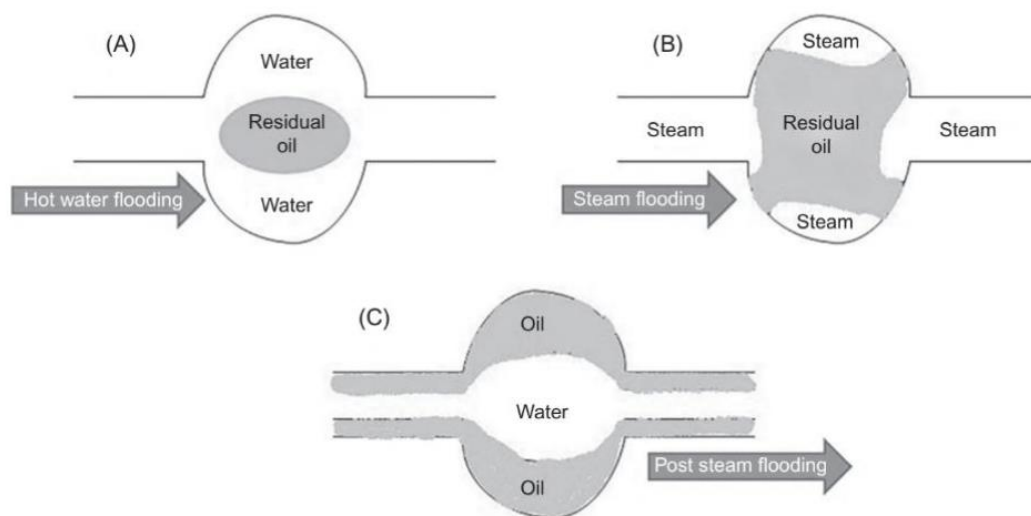 (A)
Water
Residual
oil
Water
Hot water flooding
(B)
Steam
Steam
Residual
oil
Steam
Steam
Steam flooding
(C)
Oil
Water
Oil
Post steam flooding